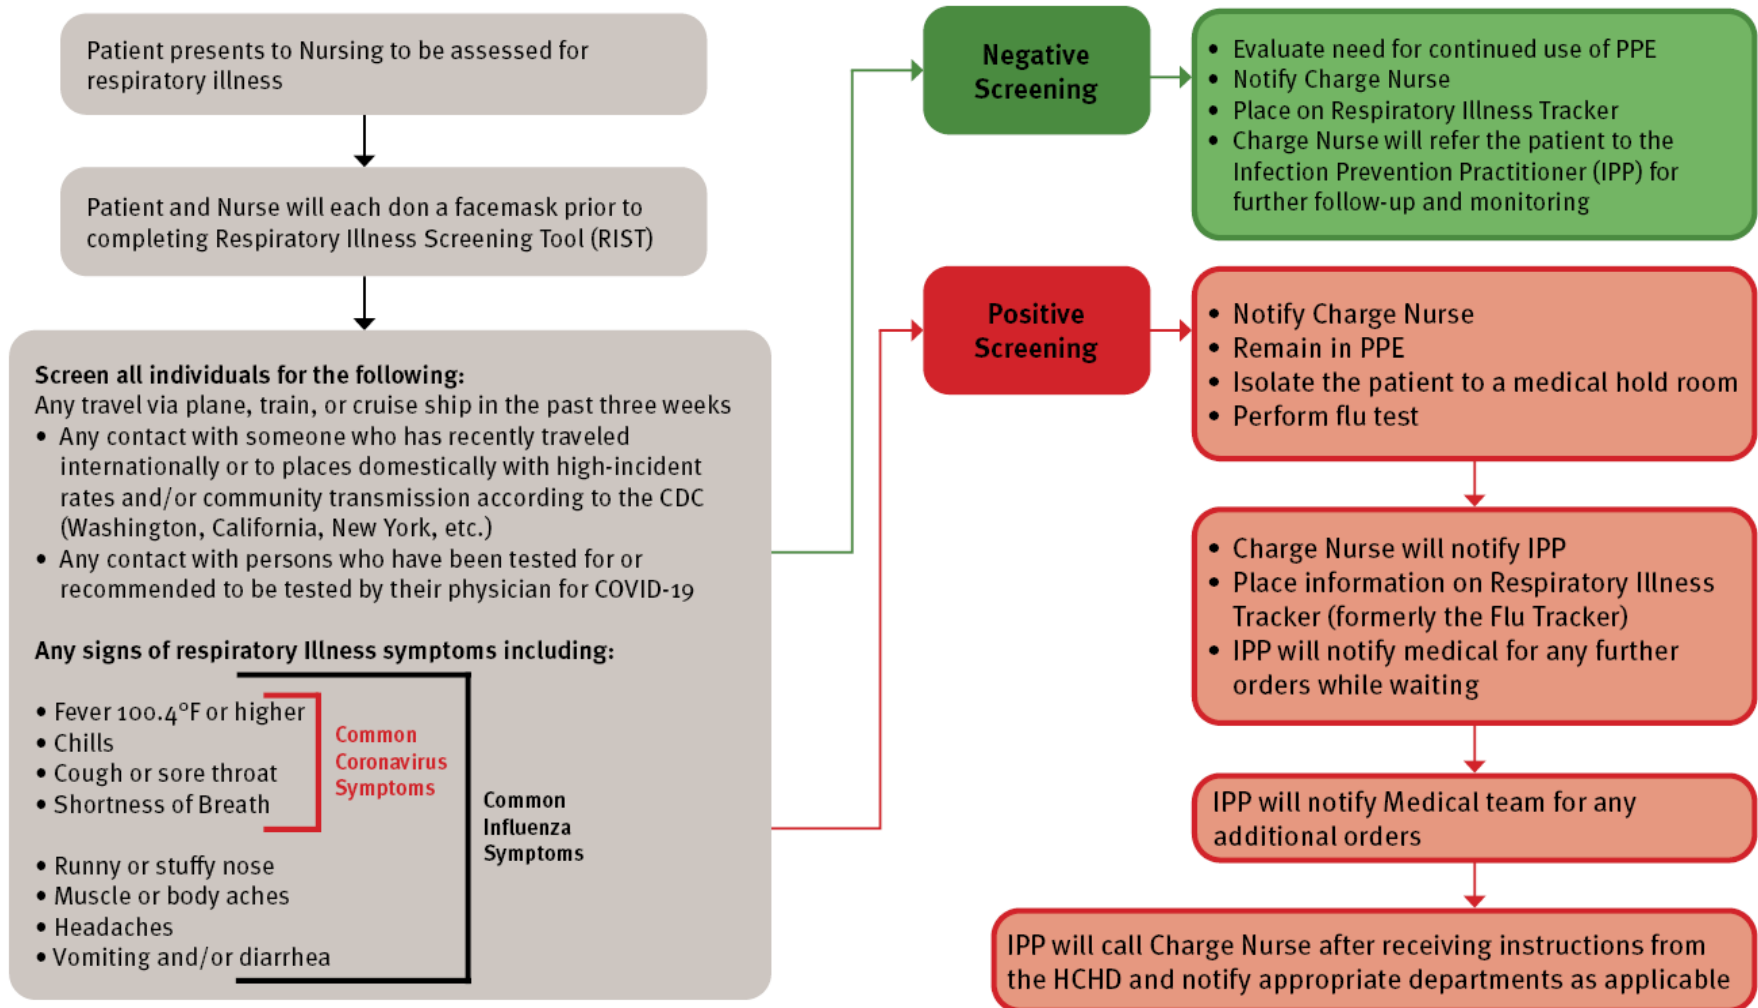 Patient presents to Nursing to be assessed for
respiratory illness
Patient and Nurse will each don a facemask prior to
completing Respiratory Illness Screening Tool (RIST)
Screen all individuals for the following:
Any travel via plane, train, or cruise ship in the past three weeks
• Any contact with someone who has recently traveled
internationally or to places domestically with high-incident
rates and/or community transmission according to the CDC
(Washington, California, New York, etc.)
• Any contact with persons who have been tested for or
recommended to be tested by their physician for COVID-19
Any signs of respiratory Illness symptoms including:
• Fever 100.4°F or higher
• Chills
• Cough or sore throat
• Shortness of Breath
Common
Coronavirus
Symptoms
• Runny or stuffy nose
• Muscle or body aches
• Headaches
• Vomiting and/or diarrhea
Common
Influenza
Symptoms
Negative
Screening
• Evaluate need for continued use of PPE
• Notify Charge Nurse
• Place on Respiratory Illness Tracker
• Charge Nurse will refer the patient to the
Infection Prevention Practitioner (IPP) for
further follow-up and monitoring
Positive
Screening
• Notify Charge Nurse
• Remain in PPE
• Isolate the patient to a medical hold room
• Perform flu test
• Charge Nurse will notify IPP
• Place information on Respiratory Illness
Tracker (formerly the Flu Tracker)
• IPP will notify medical for any further
orders while waiting
IPP will notify Medical team for any
additional orders
IPP will call Charge Nurse after receiving instructions from
the HCHD and notify appropriate departments as applicable